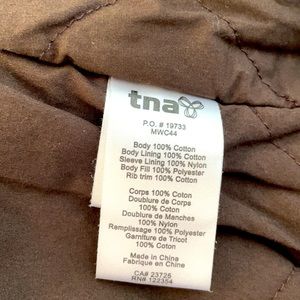 tna
P.O. # 19733
MWC44
Body 100% Cotton
Body Lining 100% Cotton
Sleeve Lining 100% Nylon
Body Fill 100% Polyester
Rib trim 100% Cotton
Corps 100% Coton
Doublure de Corps
100% Coton
Doublure de Manches
100% Nylon
Remplissage 100% Polyester
Garniture de Tricot
100% Coton
Made in China
Fabrique en China
CA# 23725
RN# 122354